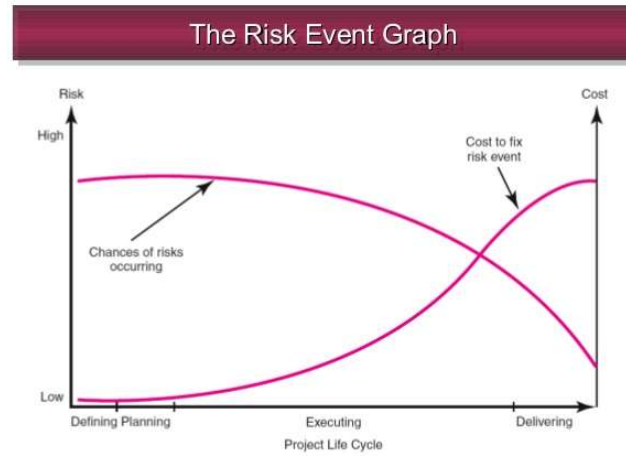 The Risk Event Graph
Risk
Cost
High
Cost to fix
risk event
Chances of risks
occurring
Low
Defining Planning
Executing
Delivering
Project Life Cycle